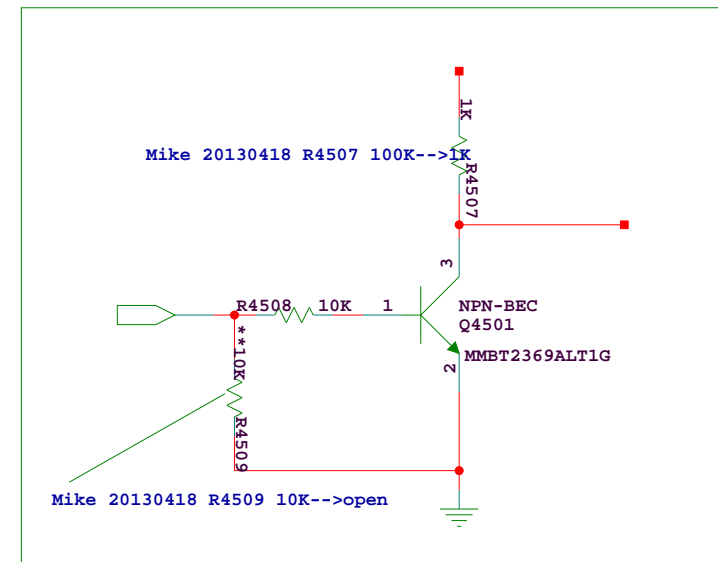 1K
Mike 20130418 R4507 100K-->1K
R4507
3
R4508 10K 1
NPN-BEC
Q4501
MMBT2369ALT1G
2
**10K
R4509
Mike 20130418 R4509 10K-->open